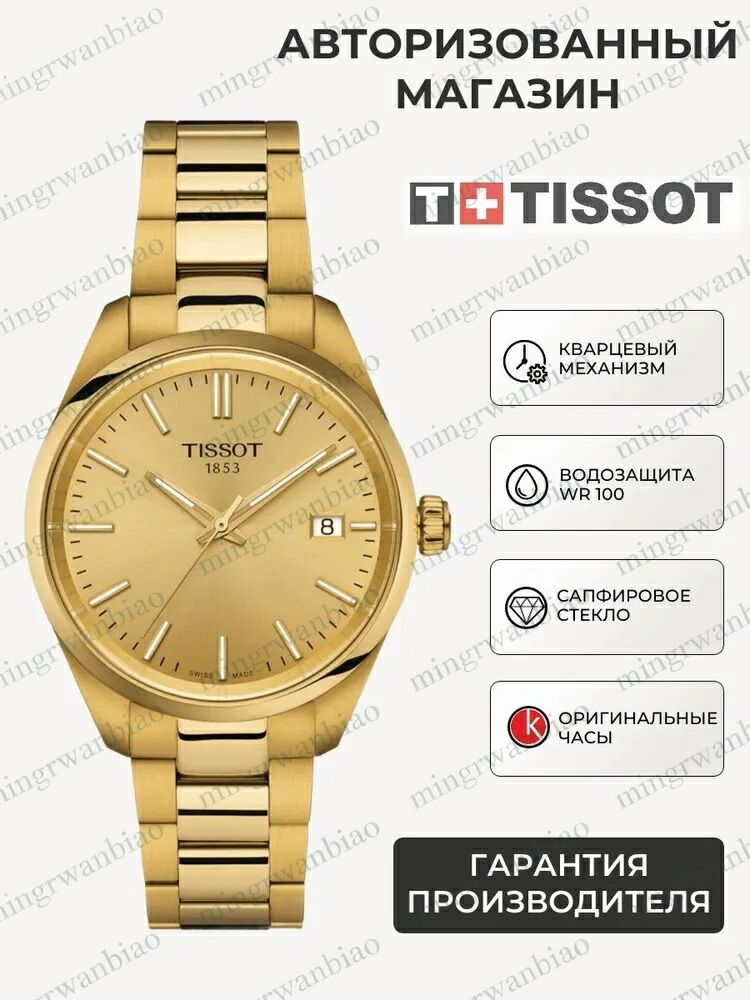 АВТОРИЗОВАННЫЙ
МАГАЗИН
T+TISSOT
КВАРЦЕВЫЙ
МЕХАНИЗМ
ВОДОЗАЩИТА
WR 100
САПФИРОВОЕ
СТЕКЛО
k
ОРИГИНАЛЬНЫЕ
ЧАСЫ
ГАРАНТИЯ
ПРОИЗВОДИТЕЛЯ
TISSOT
1853
8
SWISS MADE
mingrwanbiao